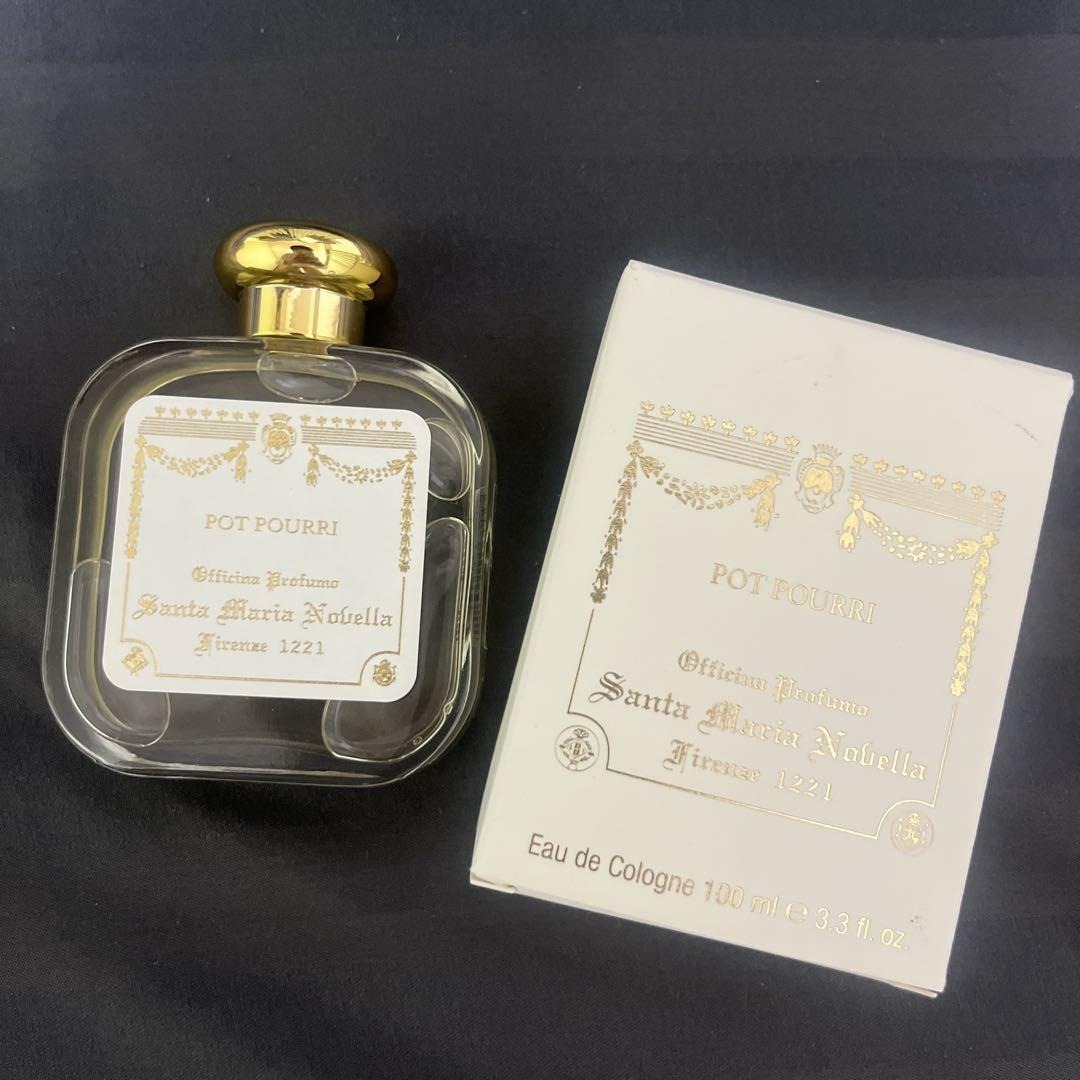 POT POURRI
Officina Profumo
Santa Maria Novella
Firenze 1221
POT POURRI
Officina Profumo
Santa Maria Novella
Firenze 1221
Eau de Cologne 100 ml ℮ 3.3 fl. oz.